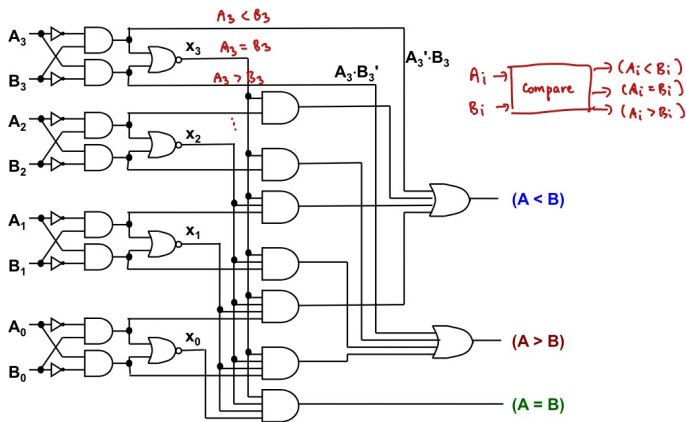 A₃ < B₃
A₃
x₃
A₃ = B₃
A₃'·B₃
B₃
A₃ > B₃
A₃·B₃'
Ai
Compare
(Ai < Bi)
(Ai = Bi)
Bi
(Ai > Bi)
A₂
x₂
⋮
B₂
(A < B)
A₁
x₁
B₁
A₀
x₀
(A > B)
B₀
(A = B)